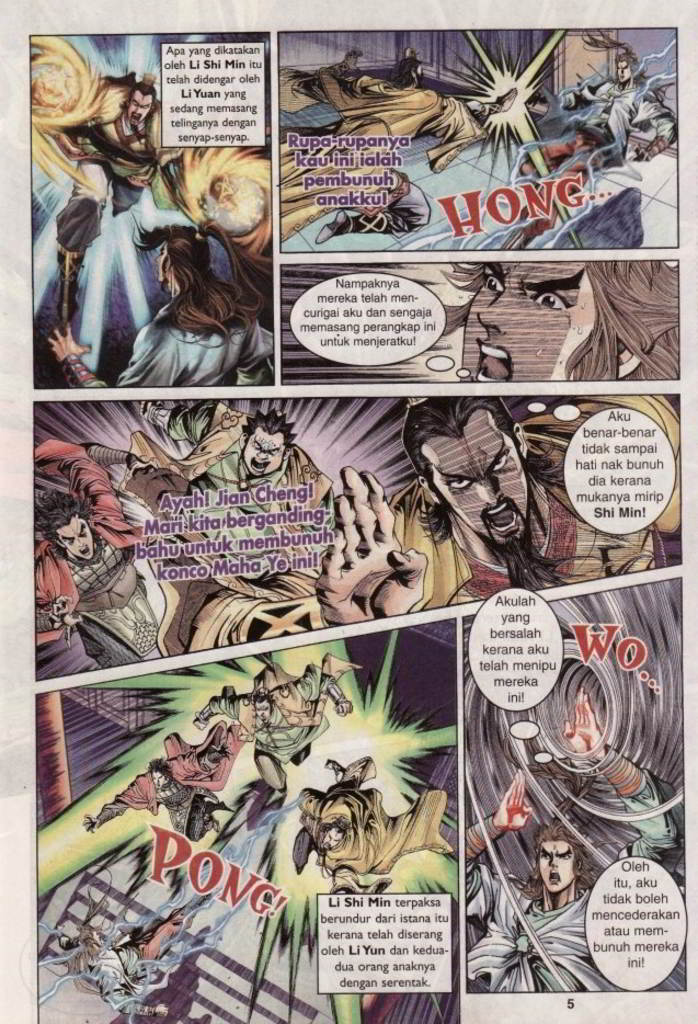 Apa yang dikatakan
oleh Li Shi Min itu
telah didengar oleh
Li Yuan yang
sedang memasang
telinganya dengan
senyap-senyap.
Rupa-rupanya
kau ini ialah
pembunuh
anakku!
HONG...
Nampaknya
mereka telah men-
curigai aku dan sengaja
memasang perangkap ini
untuk menjeratku!
Ayah! Jian Cheng!
Mari kita berganding
bahu untuk membunuh
konco Maha Ye ini!
Aku
benar-benar
tidak sampai
hati nak bunuh
dia kerana
mukanya mirip
Shi Min!
PONG!
Li Shi Min terpaksa
berundur dari istana itu
kerana telah diserang
oleh Li Yun dan kedua-
dua orang anaknya
dengan serentak.
Akulah
yang
bersalah
kerana aku
telah menipu
mereka
ini!
WO...
Oleh
itu, aku
tidak boleh
mencederakan
atau mem-
bunuh mereka
ini!
5